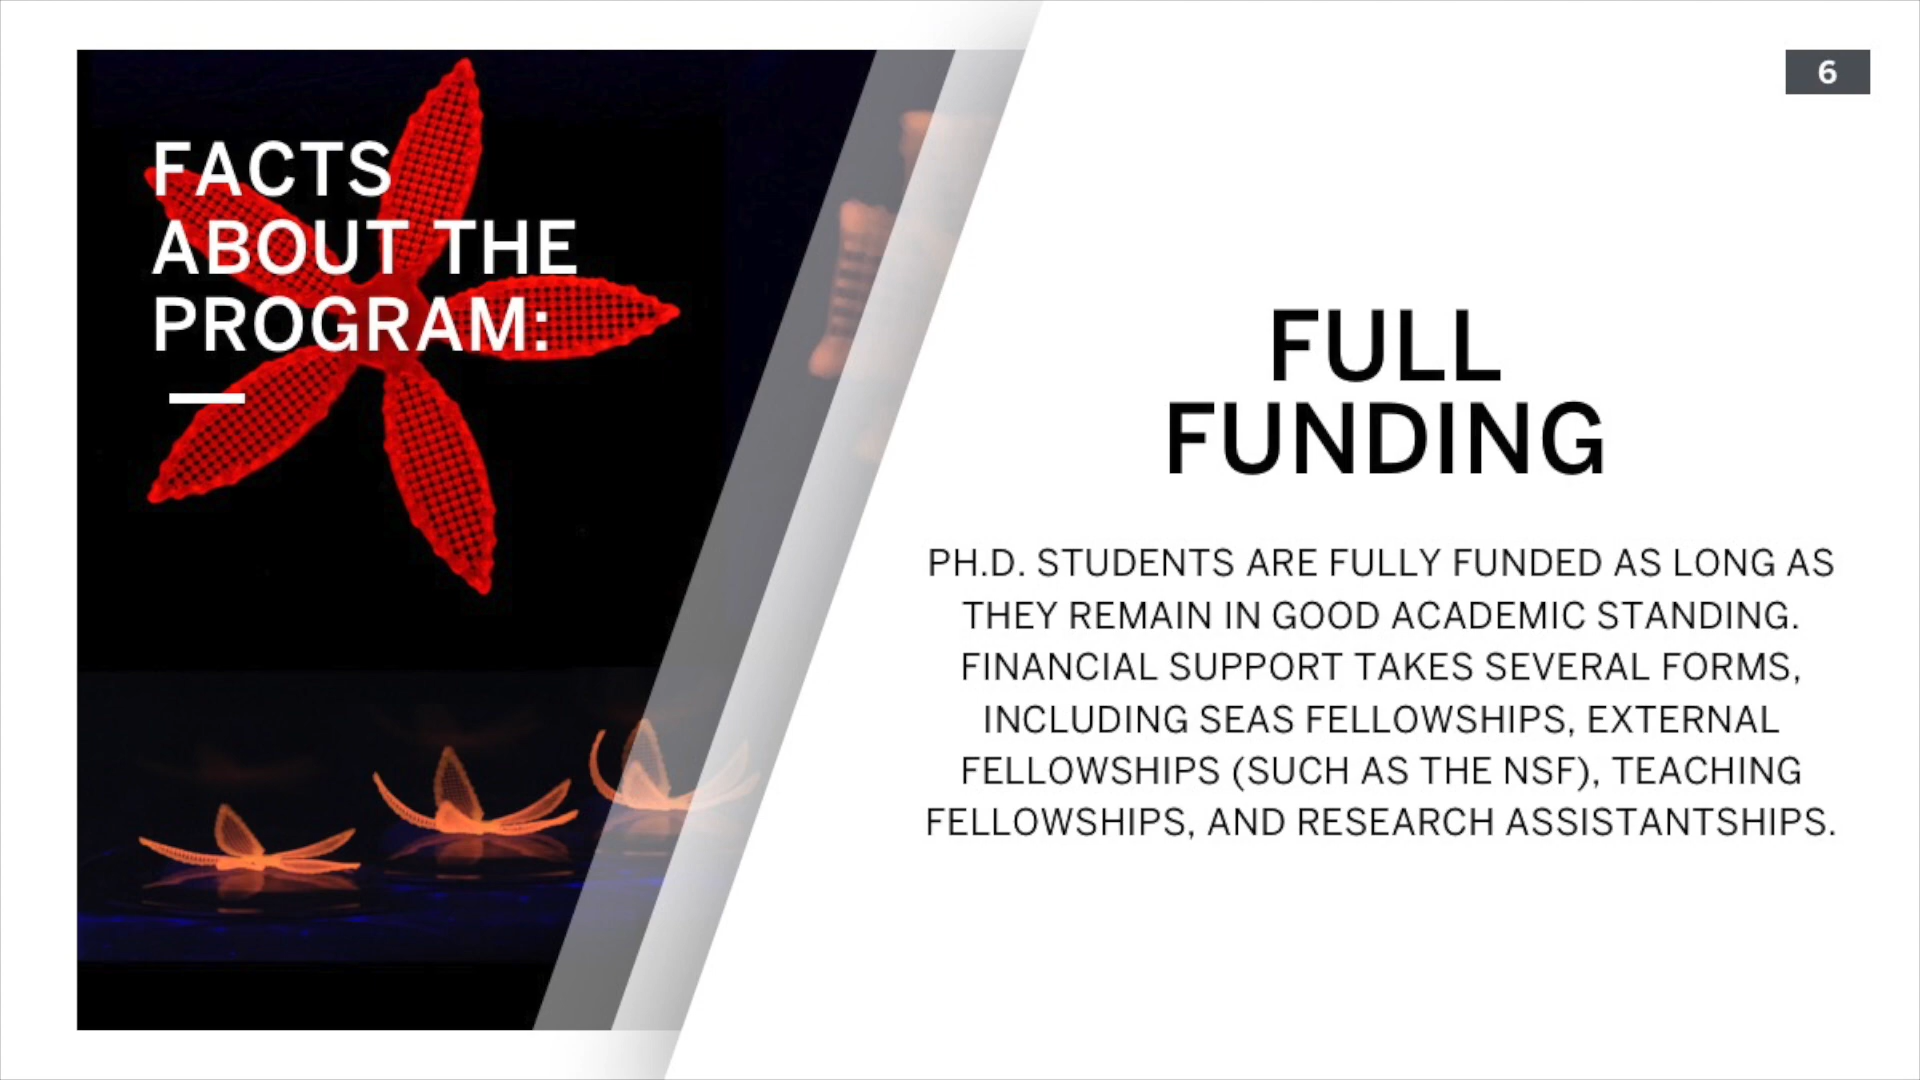 FACTS
ABOUT THE
PROGRAM:
6
FULL
FUNDING
PH.D. STUDENTS ARE FULLY FUNDED AS LONG AS
THEY REMAIN IN GOOD ACADEMIC STANDING.
FINANCIAL SUPPORT TAKES SEVERAL FORMS,
INCLUDING SEAS FELLOWSHIPS, EXTERNAL
FELLOWSHIPS (SUCH AS THE NSF), TEACHING
FELLOWSHIPS, AND RESEARCH ASSISTANTSHIPS.